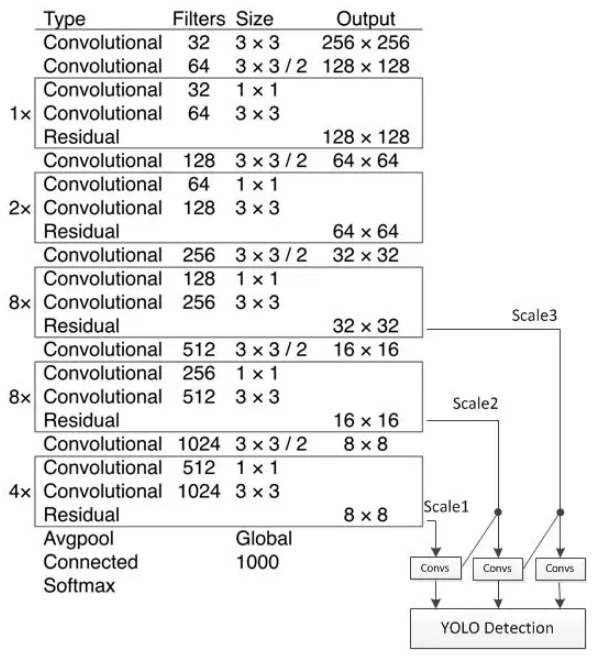 Type Filters Size Output
Convolutional 32 3 × 3 256 × 256
Convolutional 64 3 × 3 / 2 128 × 128
Convolutional 32 1 × 1
1× Convolutional 64 3 × 3
Residual 128 × 128
Convolutional 128 3 × 3 / 2 64 × 64
Convolutional 64 1 × 1
2× Convolutional 128 3 × 3
Residual 64 × 64
Convolutional 256 3 × 3 / 2 32 × 32
Convolutional 128 1 × 1
8× Convolutional 256 3 × 3
Residual 32 × 32
Scale3
Convolutional 512 3 × 3 / 2 16 × 16
Convolutional 256 1 × 1
8× Convolutional 512 3 × 3
Scale2
Residual 16 × 16
Convolutional 1024 3 × 3 / 2 8 × 8
Convolutional 512 1 × 1
4× Convolutional 1024 3 × 3
Scale1
Residual 8 × 8
Avgpool Global
Connected 1000
Softmax
Convs Convs Convs
YOLO Detection